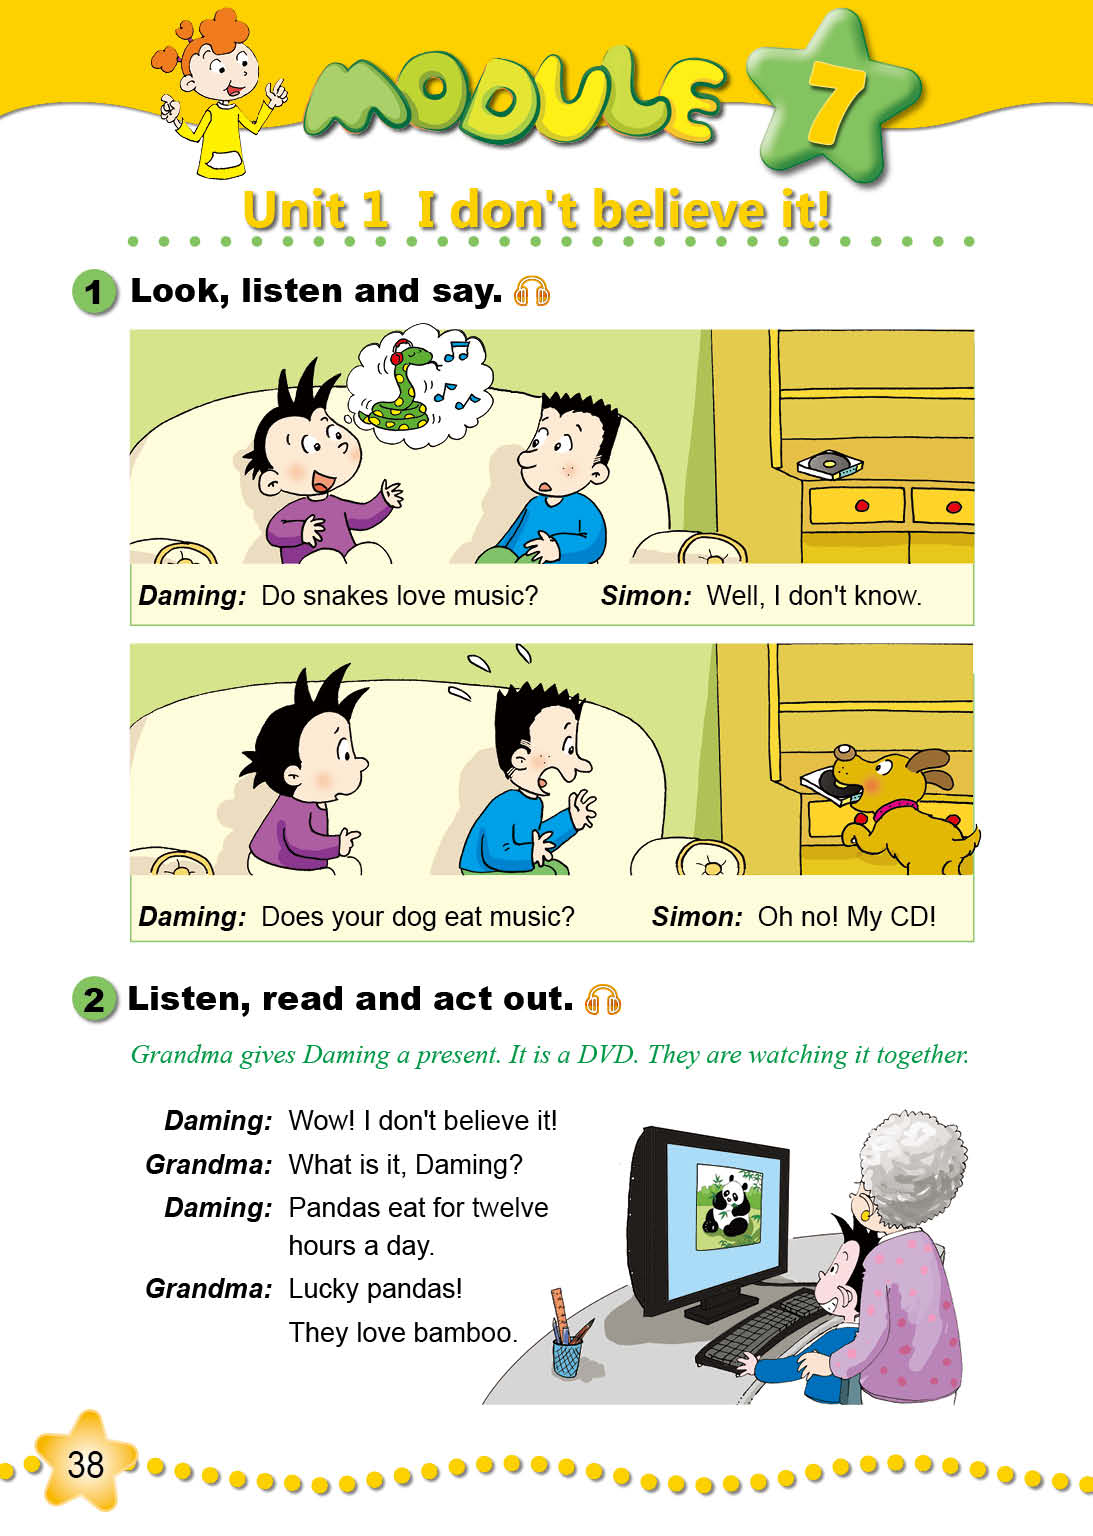 MODULE 7
Unit 1 I don't believe it!
1 Look, listen and say.
Daming: Do snakes love music? Simon: Well, I don't know.
Daming: Does your dog eat music? Simon: Oh no! My CD!
2 Listen, read and act out.
Grandma gives Daming a present. It is a DVD. They are watching it together.
Daming: Wow! I don't believe it!
Grandma: What is it, Daming?
Daming: Pandas eat for twelve
hours a day.
Grandma: Lucky pandas!
They love bamboo.
38